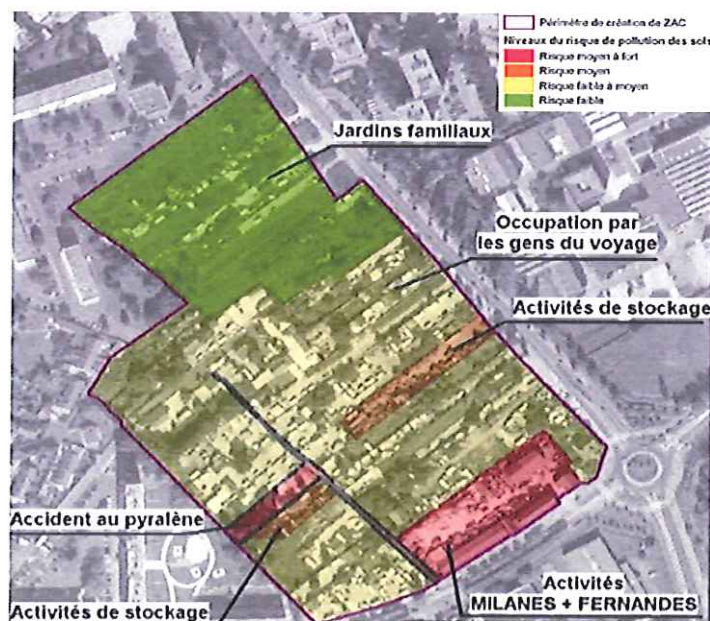 Périmètre de création de ZAC
Niveaux du risque de pollution des sols
Risque moyen à fort
Risque moyen
Risque faible à moyen
Risque faible
Jardins familiaux
Occupation par
les gens du voyage
Activités de stockage
Accident au pyralène
Activités de stockage
Activités
MILANES + FERNANDES